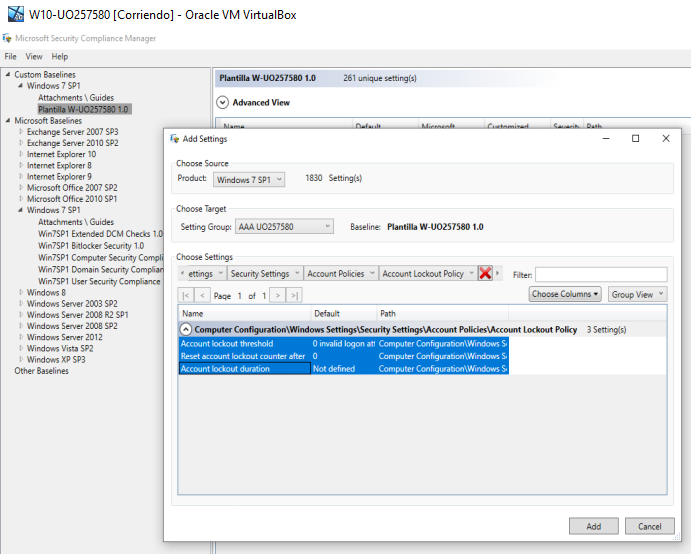 W10-UO257580 [Corriendo] - Oracle VM VirtualBox
Microsoft Security Compliance Manager
File View Help
Custom Baselines
Windows 7 SP1
Attachments \ Guides
Plantilla W-UO257580 1.0
Microsoft Baselines
Exchange Server 2007 SP3
Exchange Server 2010 SP2
Internet Explorer 10
Internet Explorer 8
Internet Explorer 9
Microsoft Office 2007 SP2
Microsoft Office 2010 SP1
Windows 7 SP1
Attachments \ Guides
Win7SP1 Extended DCM Checks 1.0
Win7SP1 Bitlocker Security 1.0
Win7SP1 Computer Security Compl
Win7SP1 Domain Security Complian
Win7SP1 User Security Compliance
Windows 8
Windows Server 2003 SP2
Windows Server 2008 R2 SP1
Windows Server 2008 SP2
Windows Server 2012
Windows Vista SP2
Windows XP SP3
Other Baselines
Plantilla W-UO257580 1.0 261 unique setting(s)
Advanced View
Name Default Microsoft Customized Severity Path
Add Settings
Choose Source
Product: Windows 7 SP1 1830 Setting(s)
Choose Target
Setting Group: AAA UO257580 Baseline: Plantilla W-UO257580 1.0
Choose Settings
ettings Security Settings Account Policies Account Lockout Policy Filter:
|< < Page 1 of 1 > >| Choose Columns Group View
Name Default Path
Computer Configuration\Windows Settings\Security Settings\Account Policies\Account Lockout Policy 3 Setting(s)
Account lockout threshold 0 invalid logon att Computer Configuration\Windows Se
Reset account lockout counter after 0 Computer Configuration\Windows Se
Account lockout duration Not defined Computer Configuration\Windows Se
Add Cancel